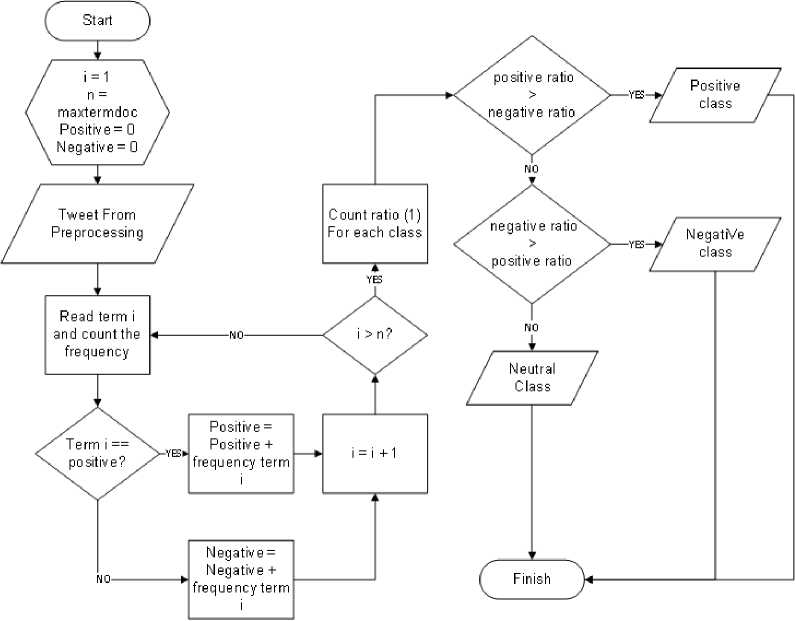 Start
i = 1
n =
maxtermdoc
Positive = 0
Negative = 0
Tweet From
Preprocessing
Read term i
and count the
frequency
Term i ==
positive?
YES
Positive =
Positive +
frequency term
i
NO
Negative =
Negative +
frequency term
i
i = i + 1
i > n?
NO
YES
Count ratio (1)
For each class
positive ratio
>
negative ratio
YES
Positive
class
NO
negative ratio
>
positive ratio
YES
NegatiVe
class
NO
Neutral
Class
Finish